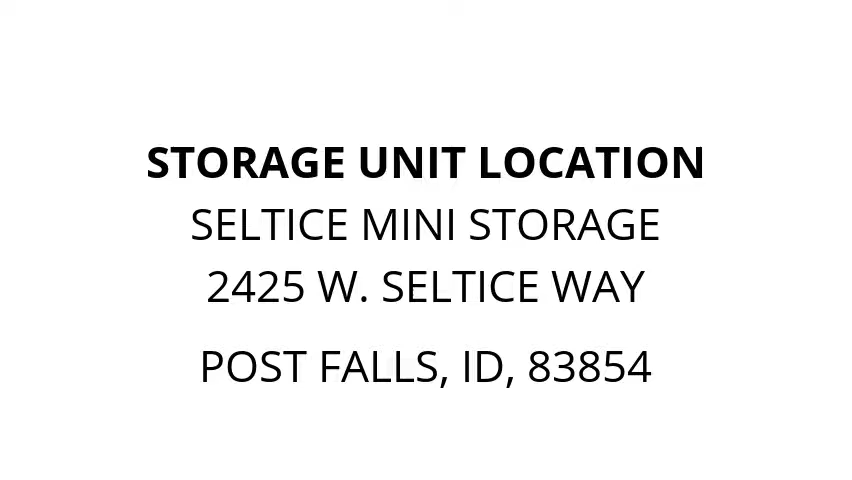 STORAGE UNIT LOCATION
SELTICE MINI STORAGE
2425 W. SELTICE WAY
POST FALLS, ID, 83854